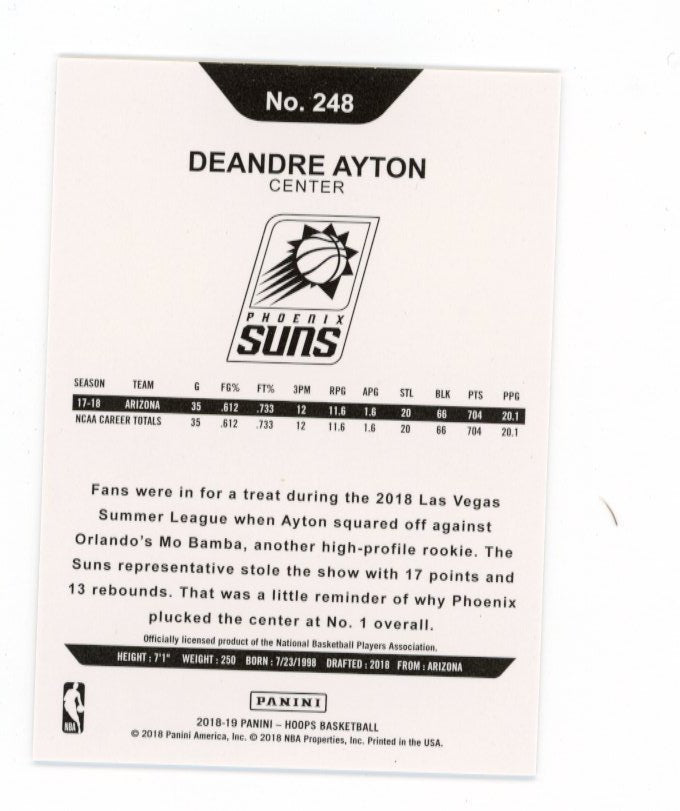 No. 248
DEANDRE AYTON
CENTER
PHOENIX
SUNS
SEASON TEAM G FG% FT% 3PM RPG APG STL BLK PTS PPG
17-18 ARIZONA 35 .612 .733 12 11.6 1.6 20 66 704 20.1
NCAA CAREER TOTALS 35 .612 .733 12 11.6 1.6 20 66 704 20.1
Fans were in for a treat during the 2018 Las Vegas
Summer League when Ayton squared off against
Orlando's Mo Bamba, another high-profile rookie. The
Suns representative stole the show with 17 points and
13 rebounds. That was a little reminder of why Phoenix
plucked the center at No. 1 overall.
Officially licensed product of the National Basketball Players Association.
HEIGHT : 7'1" WEIGHT : 250 BORN : 7/23/1998 DRAFTED : 2018 FROM : ARIZONA
NBA
PANINI
2018-19 PANINI – HOOPS BASKETBALL
© 2018 Panini America, Inc. © 2018 NBA Properties, Inc. Printed in the USA.